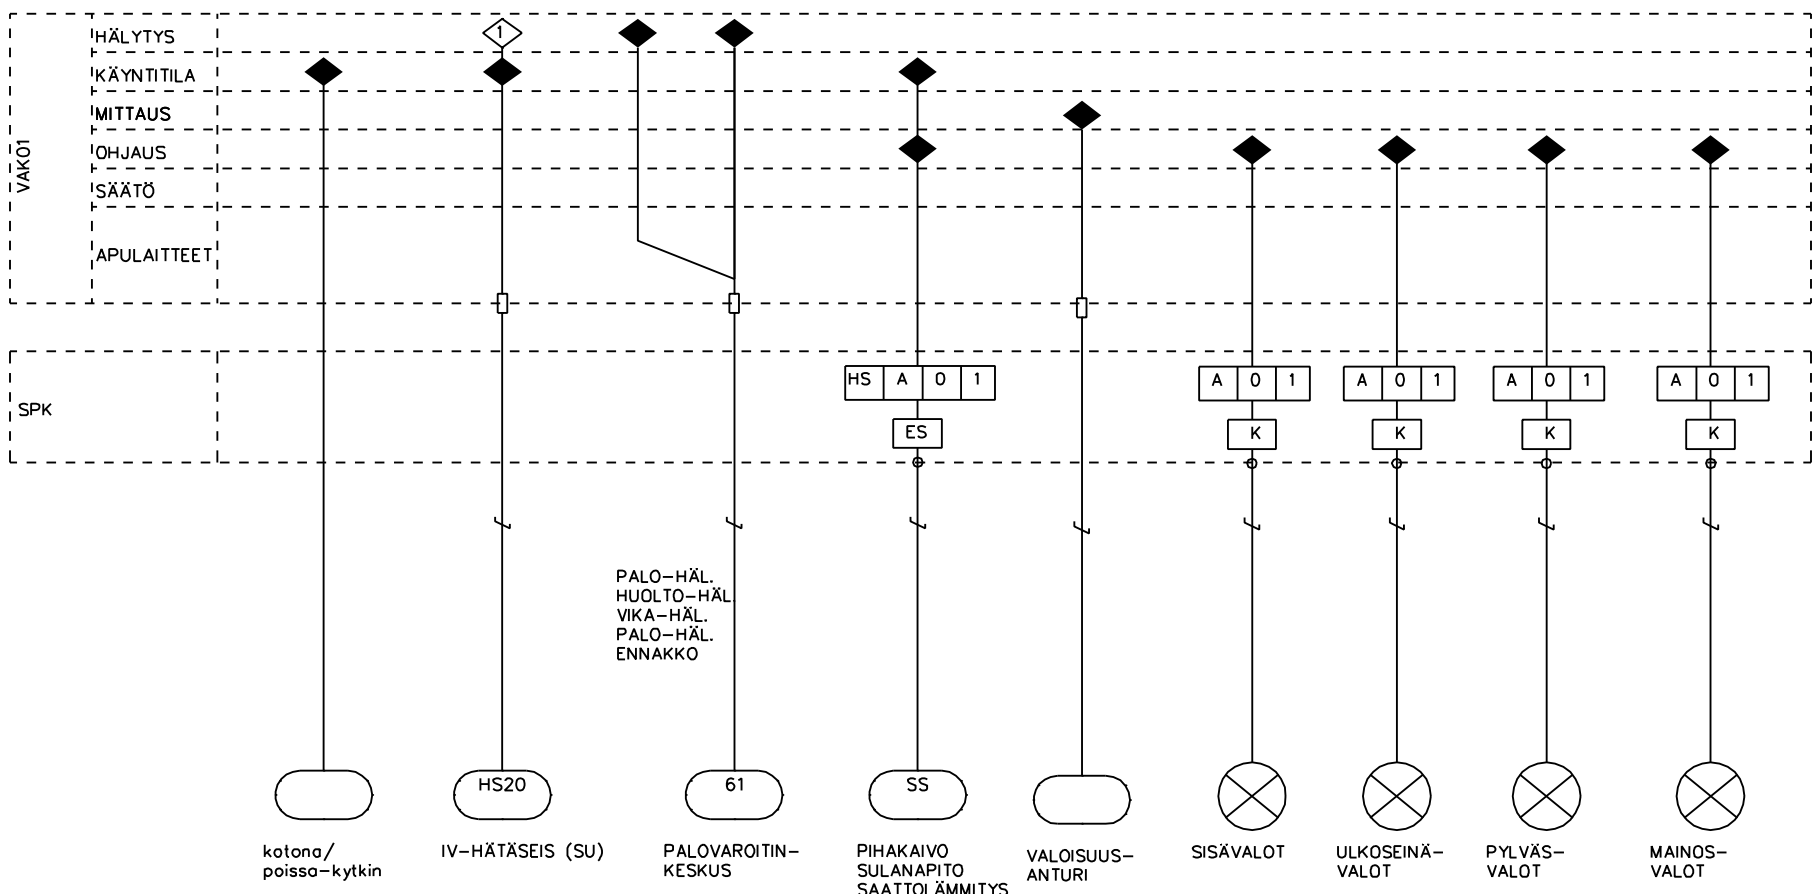 VAK01
HÄLYTYS
KÄYNTITILA
MITTAUS
OHJAUS
SÄÄTÖ
APULAITTEET
1
SPK
HS A 0 1
ES
A 0 1
K
A 0 1
K
A 0 1
K
A 0 1
K
PALO-HÄL.
HUOLTO-HÄL.
VIKA-HÄL.
PALO-HÄL.
ENNAKKO
HS20
61
SS
kotona/
poissa-kytkin
IV-HÄTÄSEIS (SU)
PALOVAROITIN-
KESKUS
PIHAKAIVO
SULANAPITO
SAATTOLÄMMITYS
VALOISUUS-
ANTURI
SISÄVALOT
ULKOSEINÄ-
VALOT
PYLVÄS-
VALOT
MAINOS-
VALOT